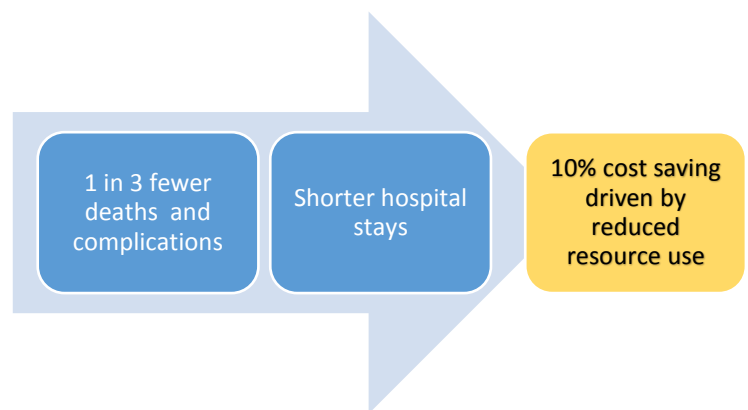 1 in 3 fewer
deaths and
complications
Shorter hospital
stays
10% cost saving
driven by
reduced
resource use